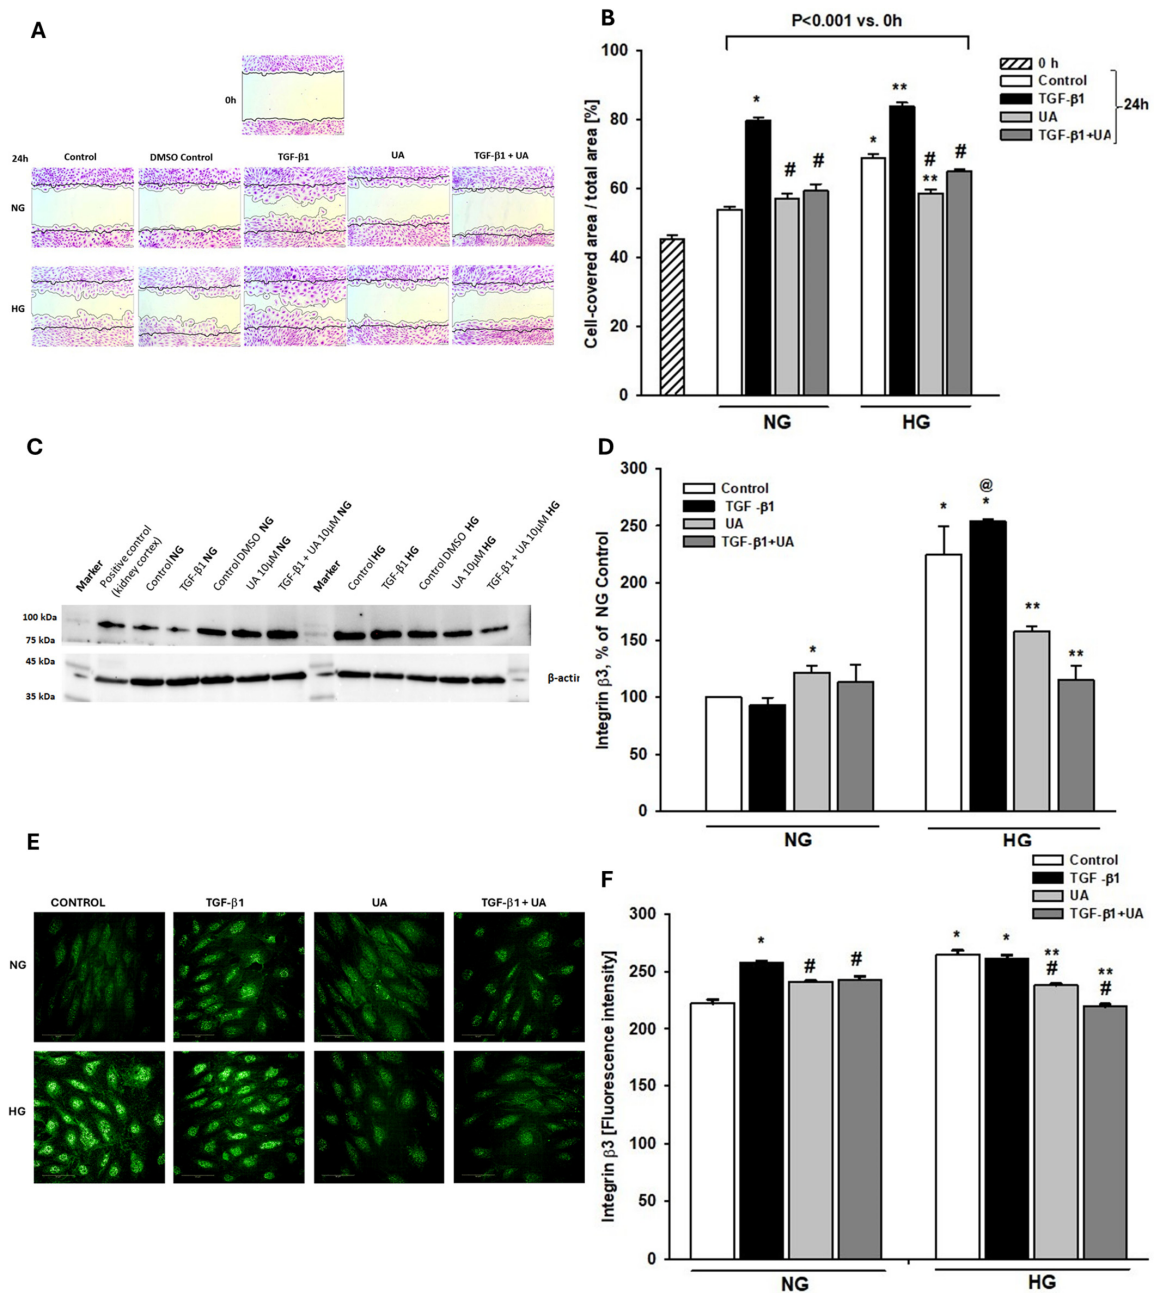 A
0h
24h
Control
DMSO Control
TGF-β1
UA
TGF-β1 + UA
NG
HG
B
P<0.001 vs. 0h
Cell-covered area / total area [%]
100
80
60
40
20
0
*
#
#
*
**
#
**
#
NG
HG
0 h
Control
TGF-β1
UA
TGF-β1+UA
24h
C
Marker
Positive control
(kidney cortex)
Control NG
TGF-β1 NG
Control DMSO NG
UA 10µM NG
TGF-β1 + UA 10µM NG
Marker
Control HG
TGF-β1 HG
Control DMSO HG
UA 10µM HG
TGF-β1 + UA 10µM HG
100 kDa
75 kDa
45 kDa
35 kDa
β-actir
D
Integrin β3, % of NG Control
300
250
200
150
100
50
0
Control
TGF -β1
UA
TGF-β1+UA
*
*
@
*
**
**
NG
HG
E
CONTROL
TGF-β1
UA
TGF-β1 + UA
NG
HG
F
Control
TGF -β1
UA
TGF-β1+UA
Integrin β3 [Fluorescence intensity]
300
250
200
150
100
50
0
*
#
#
*
*
**
#
**
#
NG
HG